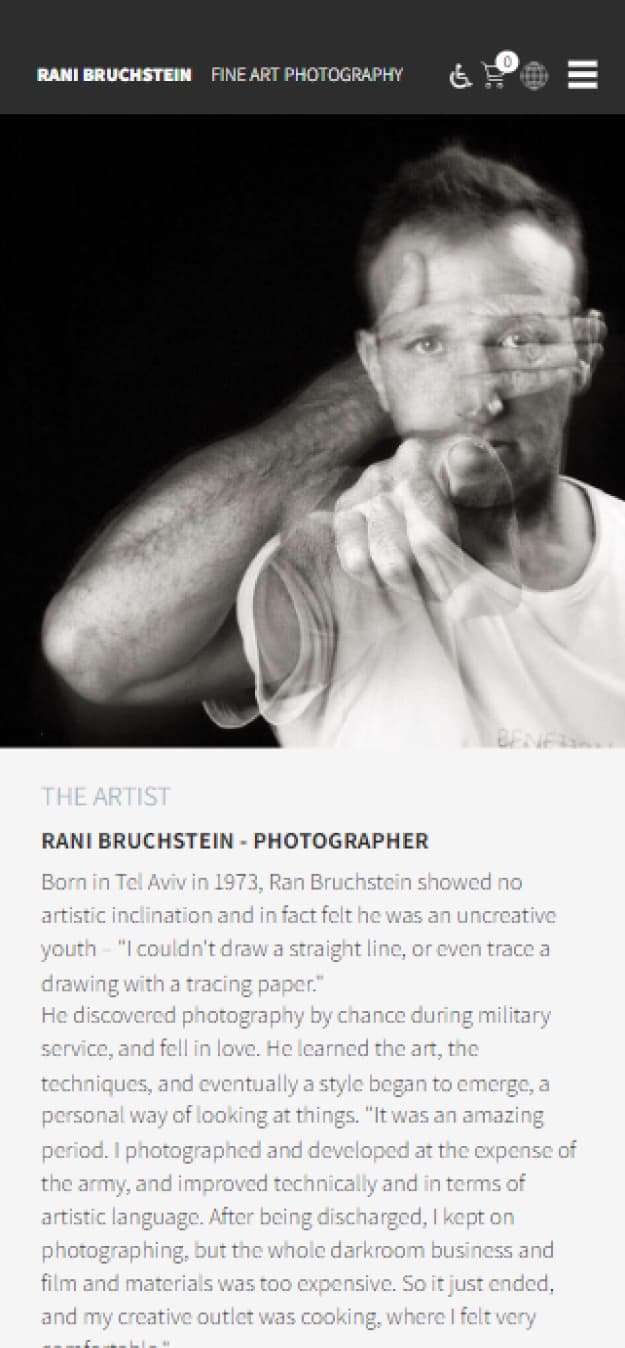 RANI BRUCHSTEIN FINE ART PHOTOGRAPHY
0
BENETTON
THE ARTIST
RANI BRUCHSTEIN - PHOTOGRAPHER
Born in Tel Aviv in 1973, Ran Bruchstein showed no
artistic inclination and in fact felt he was an uncreative
youth – "I couldn't draw a straight line, or even trace a
drawing with a tracing paper."
He discovered photography by chance during military
service, and fell in love. He learned the art, the
techniques, and eventually a style began to emerge, a
personal way of looking at things. "It was an amazing
period. I photographed and developed at the expense of
the army, and improved technically and in terms of
artistic language. After being discharged, I kept on
photographing, but the whole darkroom business and
film and materials was too expensive. So it just ended,
and my creative outlet was cooking, where I felt very
comfortable."